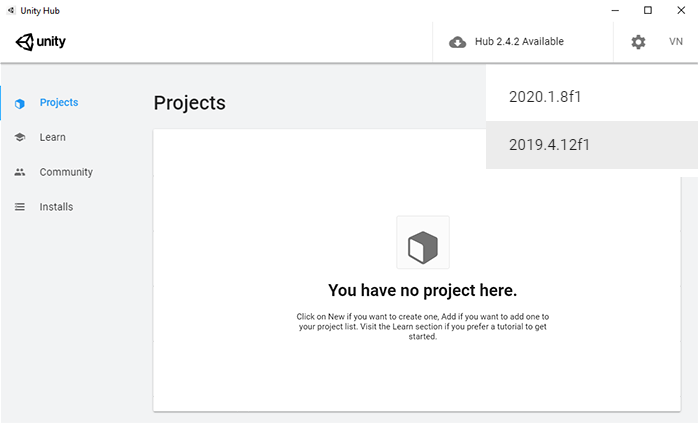 Unity Hub
unity
Hub 2.4.2 Available
VN
Projects
Learn
Community
Installs
Projects
2020.1.8f1
2019.4.12f1
You have no project here.
Click on New if you want to create one, Add if you want to add one to
your project list. Visit the Learn section if you prefer a tutorial to get
started.